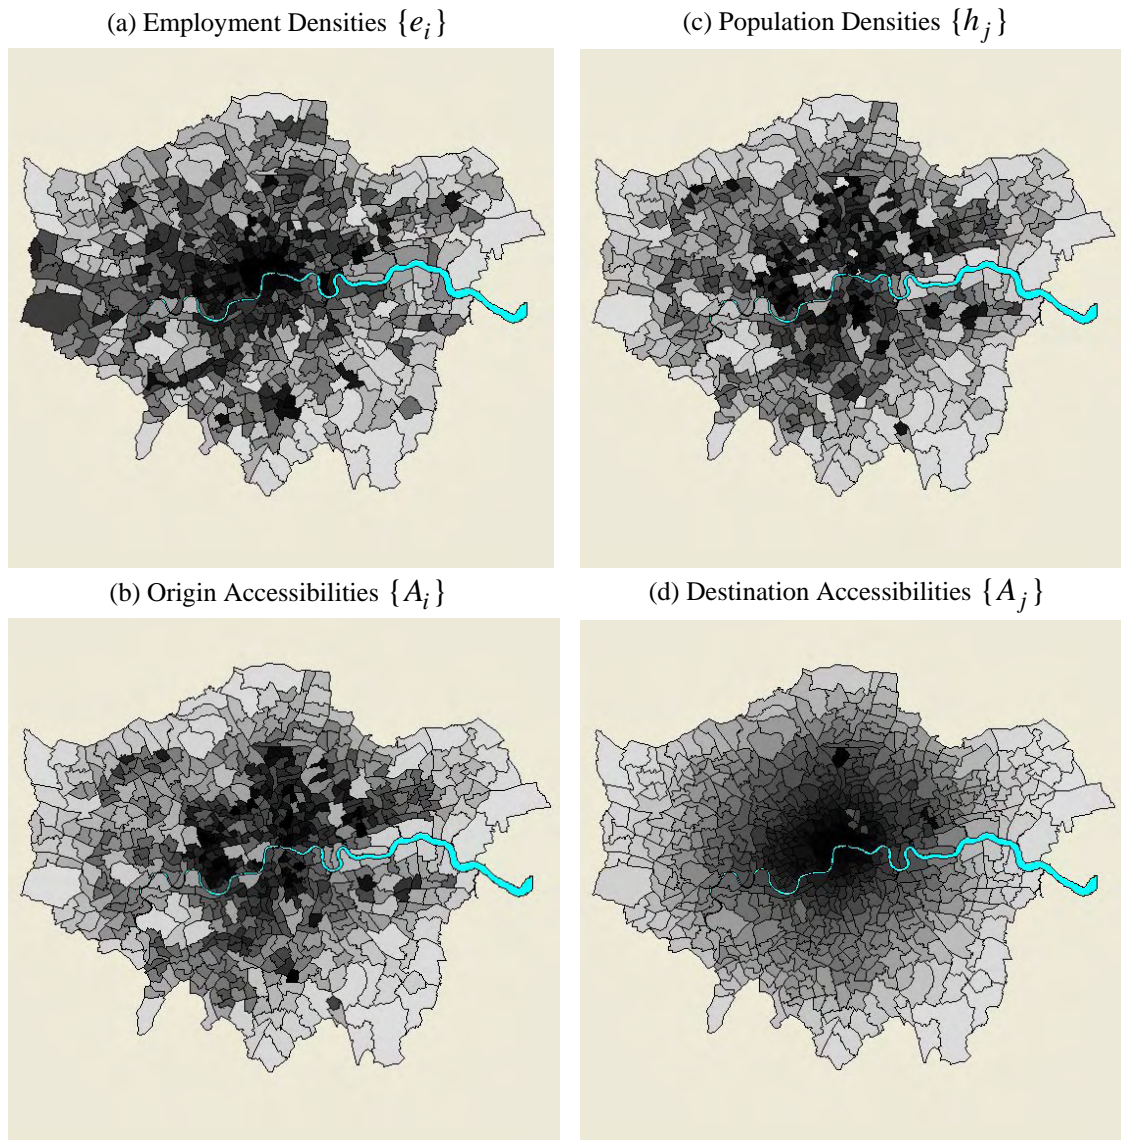 (a) Employment Densities {e_i}
(c) Population Densities {h_j}
(b) Origin Accessibilities {A_i}
(d) Destination Accessibilities {A_j}